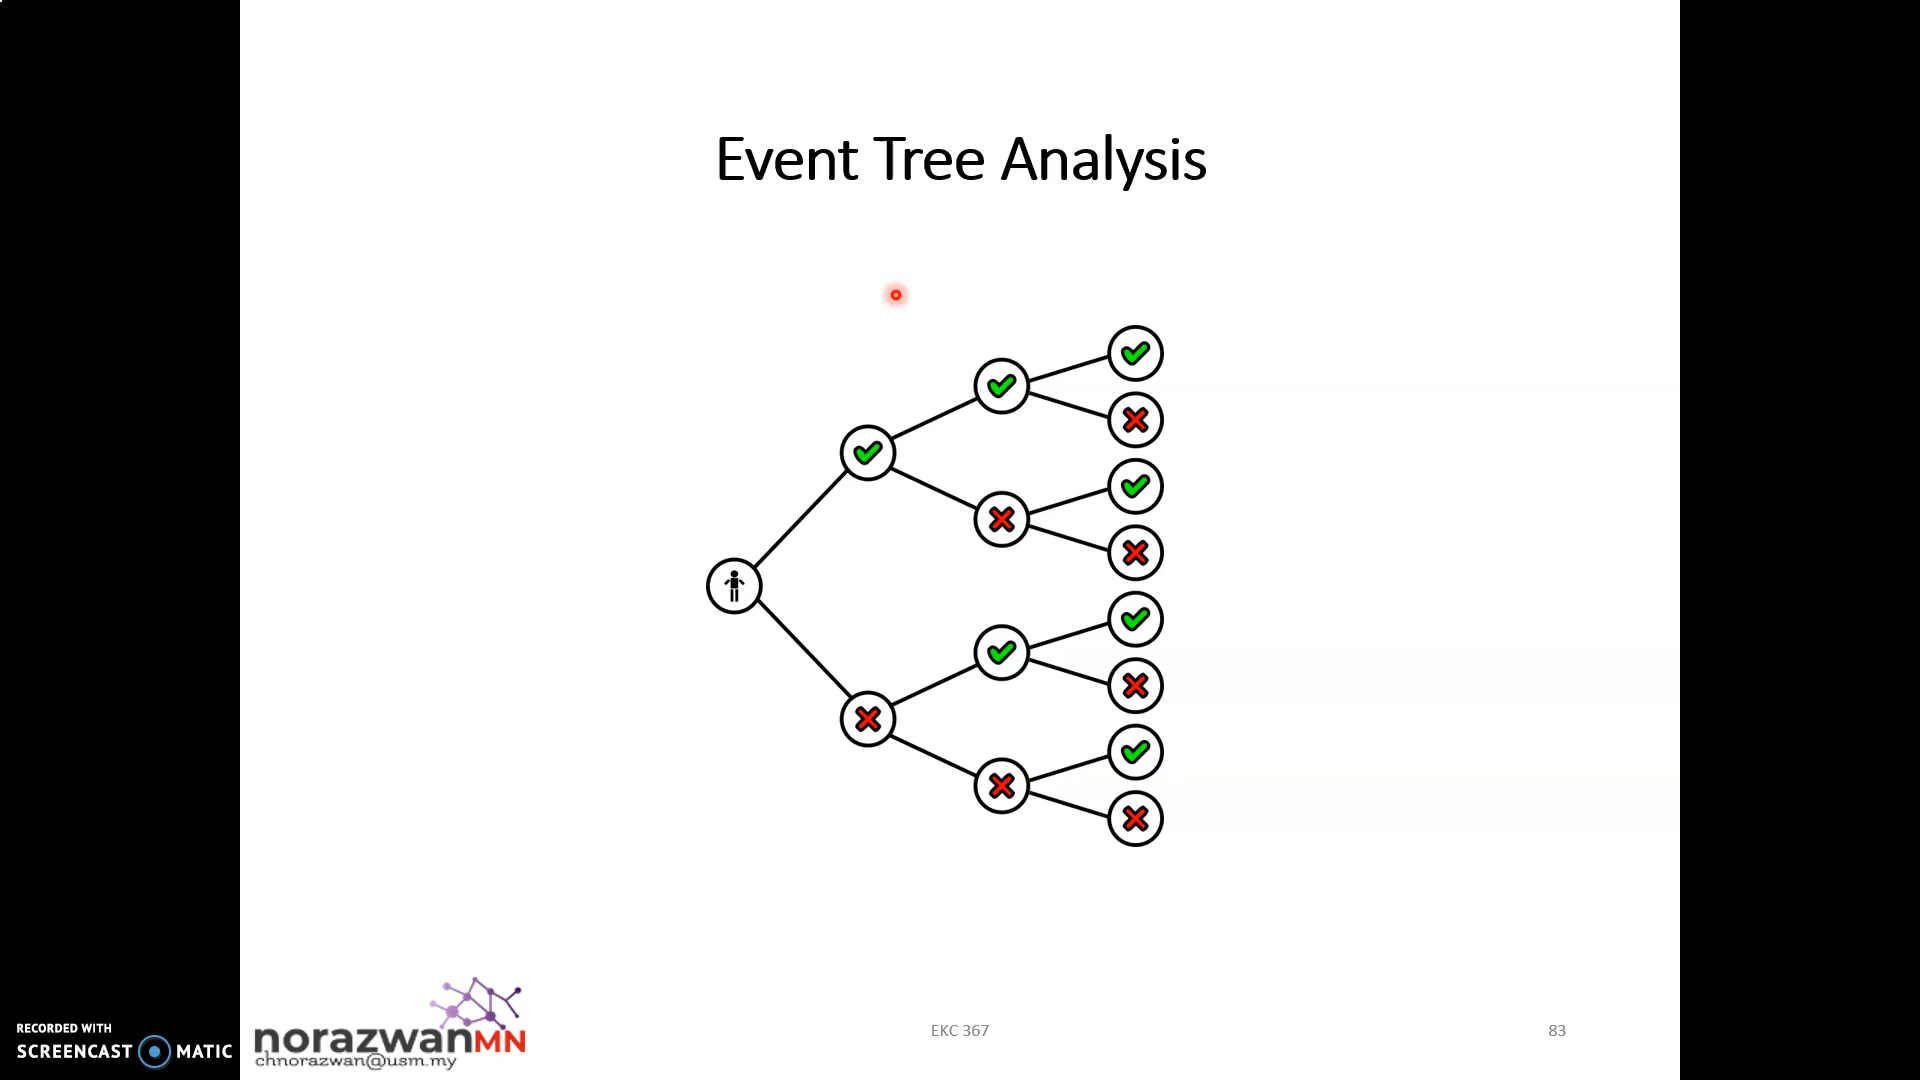 Event Tree Analysis
RECORDED WITH
SCREENCAST MATIC
norazwanMN
chnorazwan@usm.my
EKC 367
83